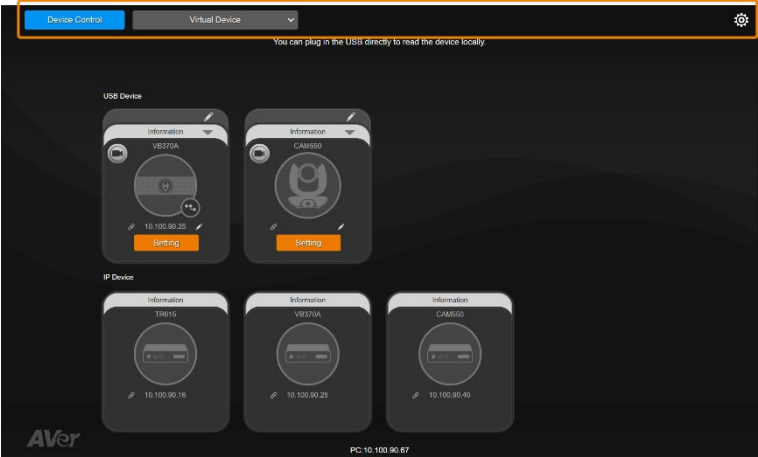 Device Control Virtual Device
You can plug in the USB directly to read the device locally.
USB Device
Information Information
VB370A CAM550
10.100.90.25
Setting Setting
IP Device
Information Information Information
TR615 VB370A CAM550
10.100.90.16 10.100.90.25 10.100.90.40
AVer
PC:10.100.90.67